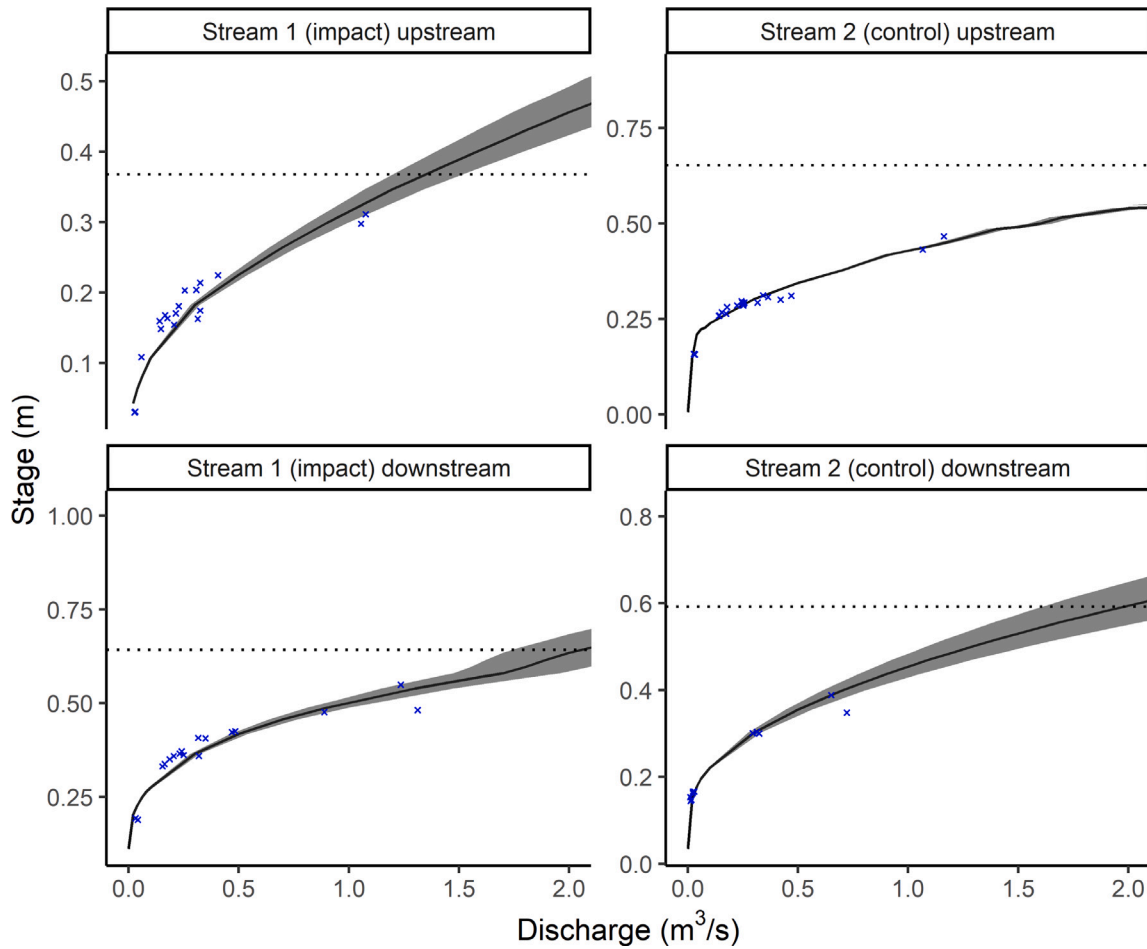 Stream 1 (impact) upstream
Stream 2 (control) upstream
0.5
0.4
0.3
0.2
0.1
0.75
0.50
0.25
0.00
Stage (m)
Stream 1 (impact) downstream
Stream 2 (control) downstream
1.00
0.75
0.50
0.25
0.8
0.6
0.4
0.2
0.0
0.0 0.5 1.0 1.5 2.0
0.0 0.5 1.0 1.5 2.0
Discharge (m³/s)